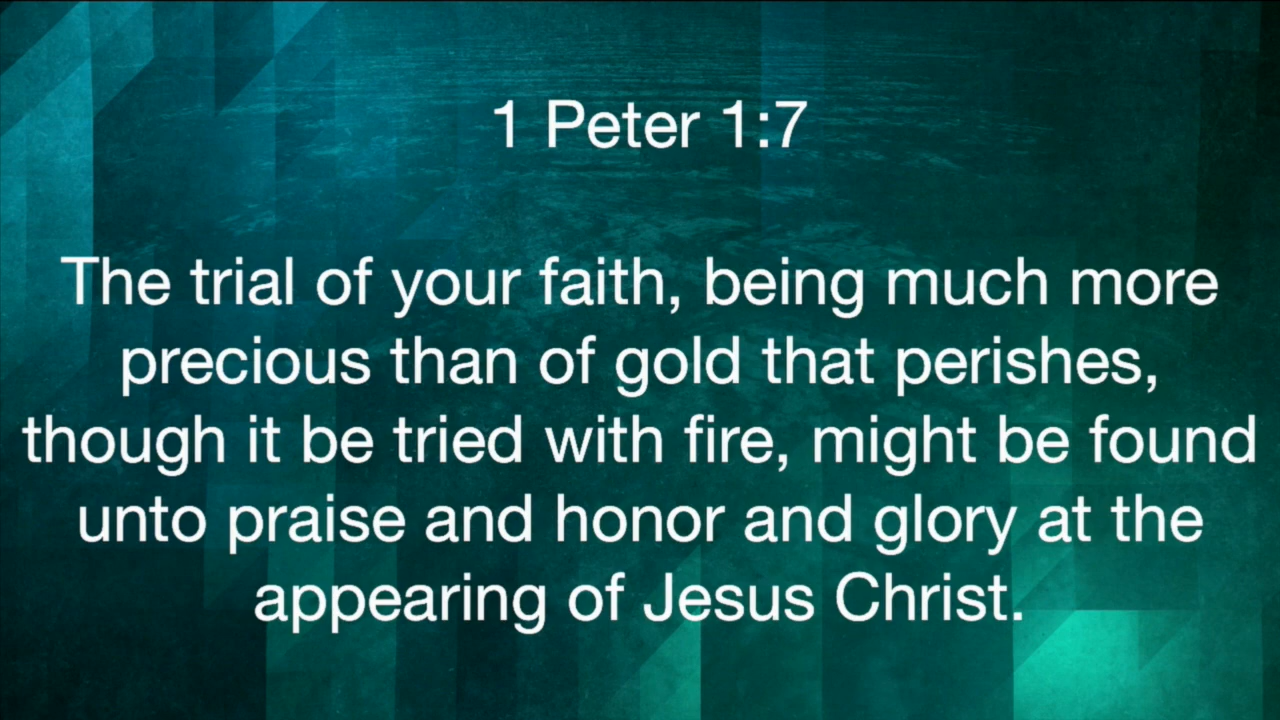 1 Peter 1:7
The trial of your faith, being much more
precious than of gold that perishes,
though it be tried with fire, might be found
unto praise and honor and glory at the
appearing of Jesus Christ.